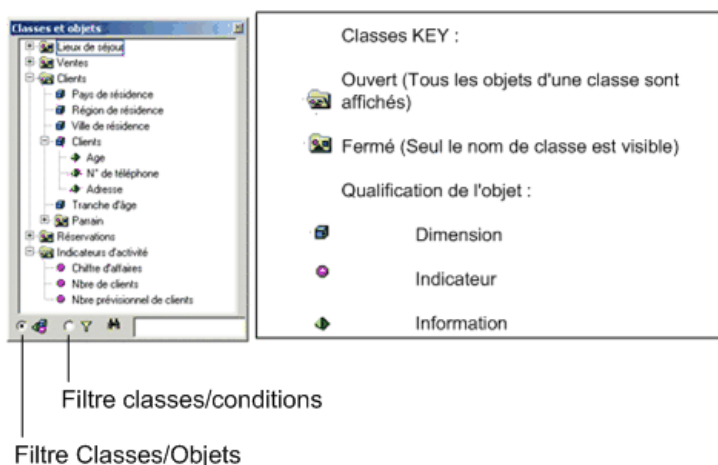 Classes et objets
Lieux de séjour
Ventes
Clients
Pays de résidence
Région de résidence
Ville de résidence
Clients
Age
N° de téléphone
Adresse
Tranche d'âge
Parrain
Réservations
Indicateurs d'activité
Chiffre d'affaires
Nbre de clients
Nbre prévisionnel de clients
Classes KEY :
Ouvert (Tous les objets d'une classe sont
affichés)
Fermé (Seul le nom de classe est visible)
Qualification de l'objet :
Dimension
Indicateur
Information
Filtre classes/conditions
Filtre Classes/Objets